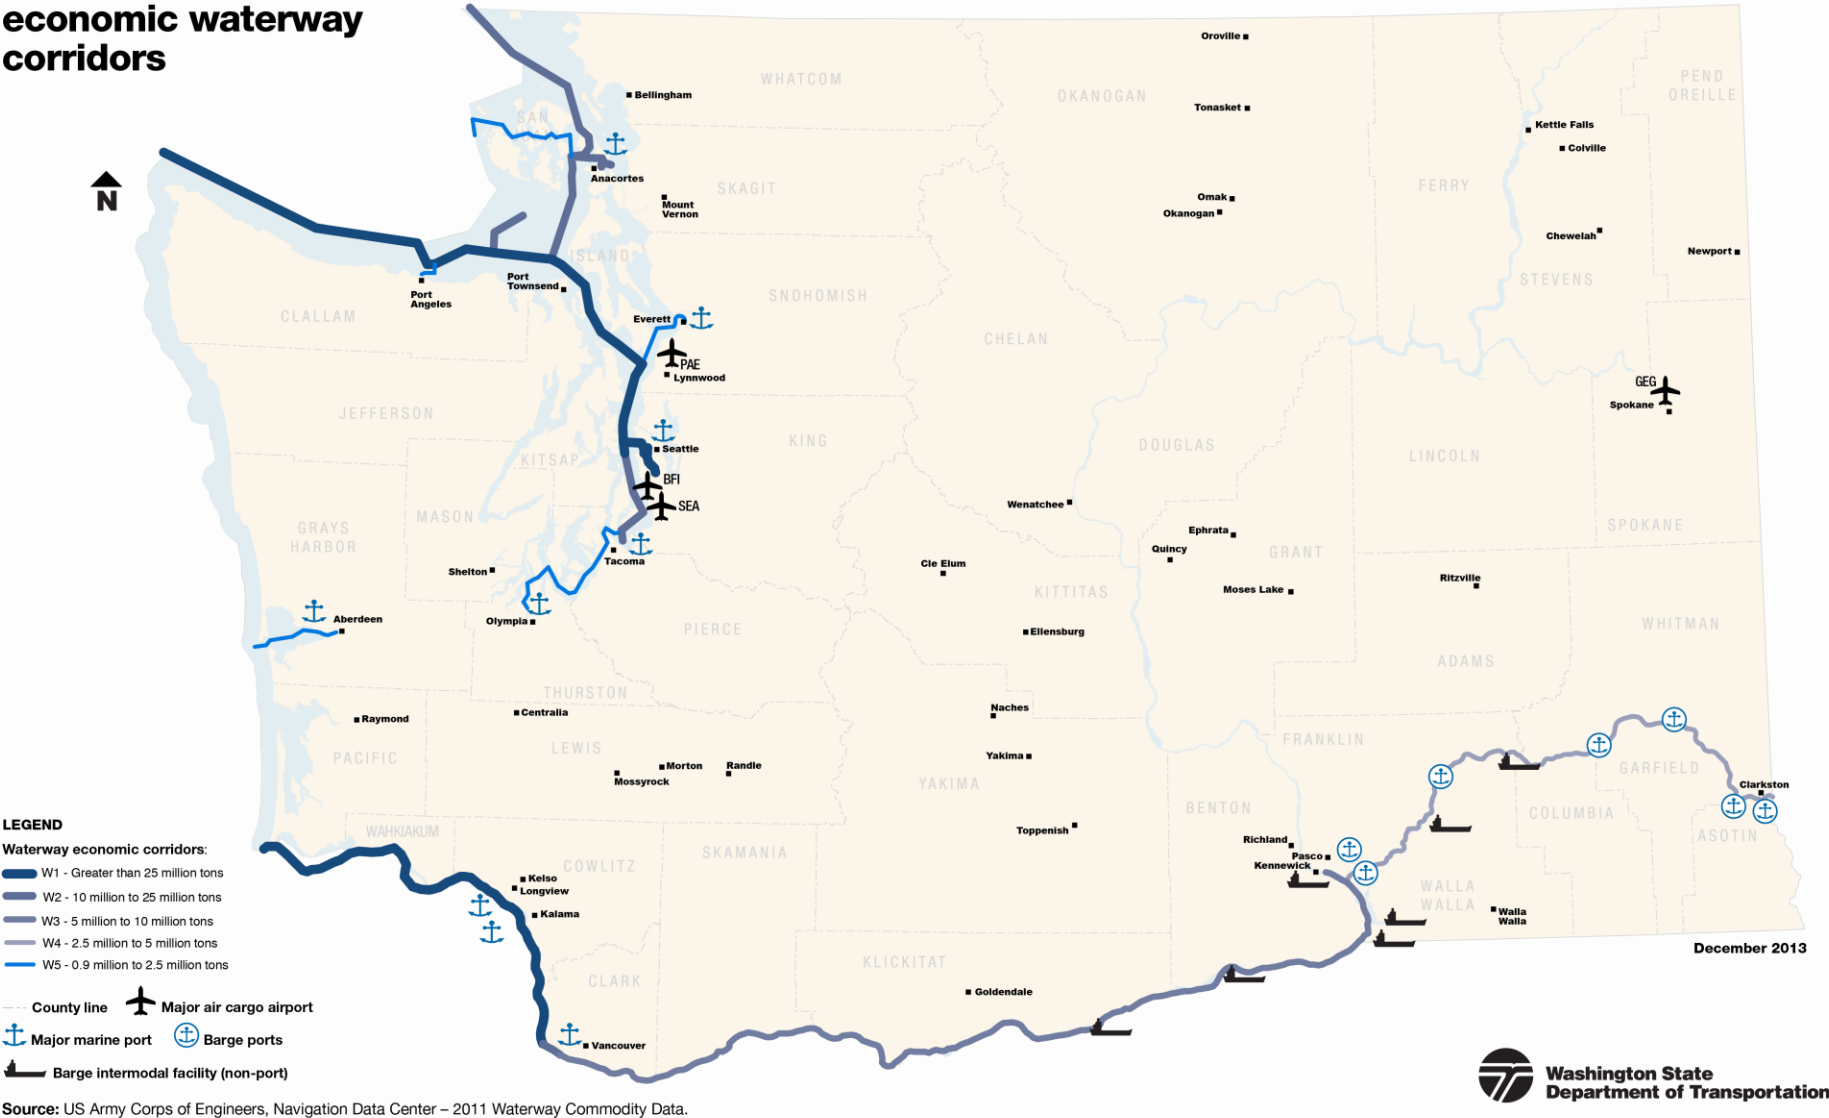 economic waterway
corridors
N
WHATCOM
OKANOGAN
PEND
OREILLE
SAN
SKAGIT
FERRY
ISLAND
STEVENS
CLALLAM
SNOHOMISH
CHELAN
JEFFERSON
KITSAP
KING
DOUGLAS
LINCOLN
MASON
GRAYS
HARBOR
SPOKANE
GRANT
KITTITAS
PIERCE
WHITMAN
ADAMS
THURSTON
LEWIS
PACIFIC
FRANKLIN
YAKIMA
BENTON
GARFIELD
COLUMBIA
ASOTIN
WAHKIAKUM
COWLITZ
SKAMANIA
WALLA
WALLA
KLICKITAT
CLARK
Oroville
Bellingham
Tonasket
Kettle Falls
Colville
Anacortes
Mount
Vernon
Omak
Okanogan
Chewelah
Newport
Port
Angeles
Port
Townsend
Everett
PAE
Lynnwood
GEG
Spokane
Seattle
BFI
SEA
Wenatchee
Ephrata
Quincy
Tacoma
Shelton
Cle Elum
Moses Lake
Ritzville
Aberdeen
Olympia
Ellensburg
Raymond
Centralia
Naches
Yakima
Morton
Randle
Mossyrock
Clarkston
Toppenish
Richland
Pasco
Kennewick
Kelso
Longview
Kalama
Walla
Walla
Goldendale
Vancouver
LEGEND
Waterway economic corridors:
W1 - Greater than 25 million tons
W2 - 10 million to 25 million tons
W3 - 5 million to 10 million tons
W4 - 2.5 million to 5 million tons
W5 - 0.9 million to 2.5 million tons
County line
Major air cargo airport
Major marine port
Barge ports
Barge intermodal facility (non-port)
December 2013
Washington State
Department of Transportation
Source: US Army Corps of Engineers, Navigation Data Center – 2011 Waterway Commodity Data.